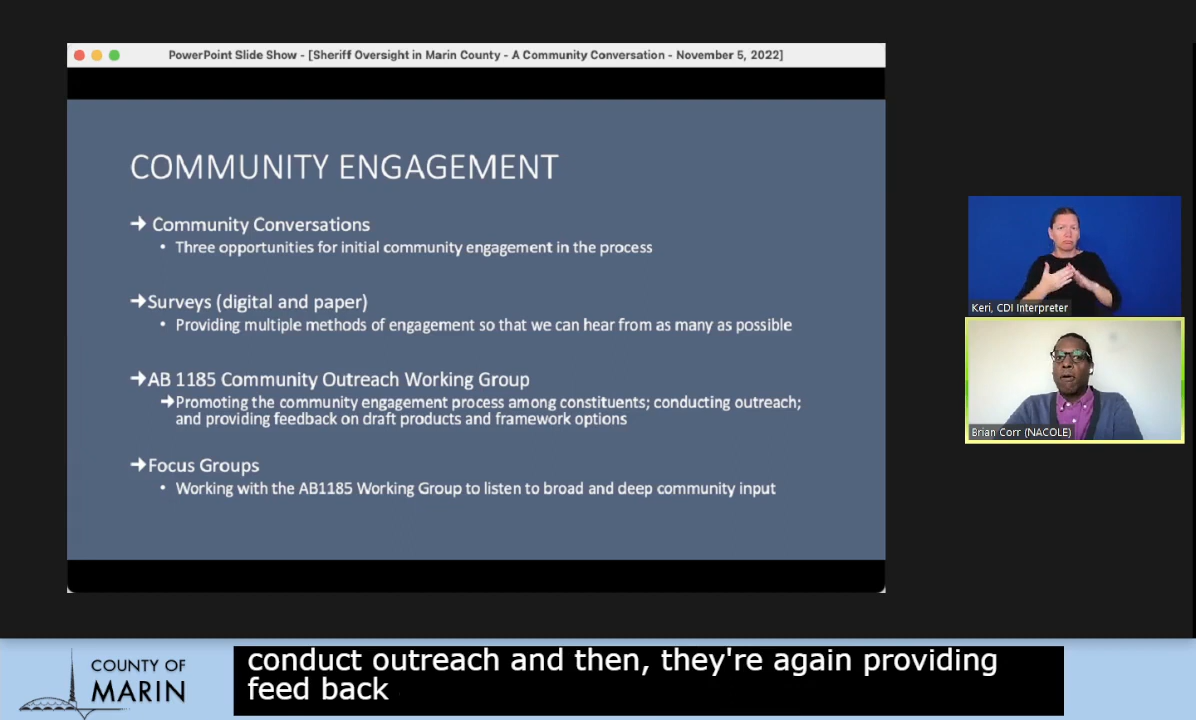 PowerPoint Slide Show - [Sheriff Oversight in Marin County - A Community Conversation - November 5, 2022]
COMMUNITY ENGAGEMENT
➔ Community Conversations
• Three opportunities for initial community engagement in the process
➔Surveys (digital and paper)
• Providing multiple methods of engagement so that we can hear from as many as possible
➔AB 1185 Community Outreach Working Group
➔Promoting the community engagement process among constituents; conducting outreach;
and providing feedback on draft products and framework options
➔Focus Groups
• Working with the AB1185 Working Group to listen to broad and deep community input
Keri, CDI Interpreter
Brian Corr (NACOLE)
COUNTY OF
MARIN
conduct outreach and then, they're again providing
feed back